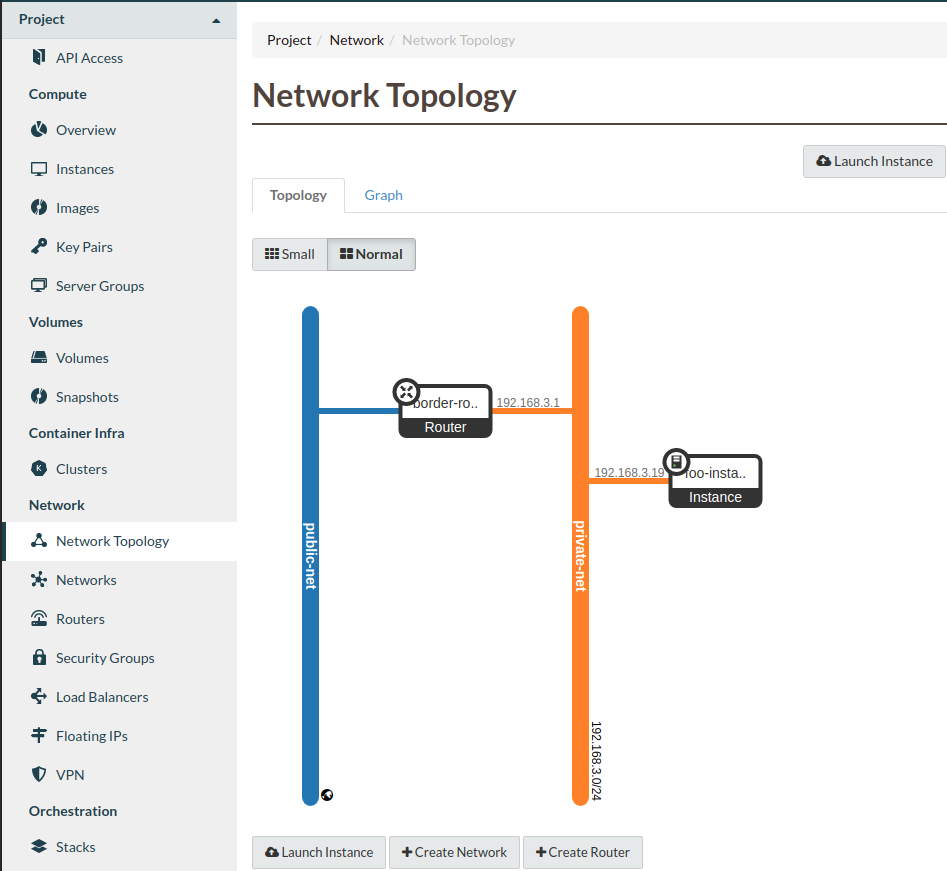 Project
API Access
Compute
Overview
Instances
Images
Key Pairs
Server Groups
Volumes
Volumes
Snapshots
Container Infra
Clusters
Network
Network Topology
Networks
Routers
Security Groups
Load Balancers
Floating IPs
VPN
Orchestration
Stacks
Project / Network / Network Topology
Network Topology
Launch Instance
Topology Graph
Small Normal
public-net
border-ro..
Router
192.168.3.1
private-net
192.168.3.0/24
192.168.3.19
foo-insta..
Instance
Launch Instance Create Network Create Router